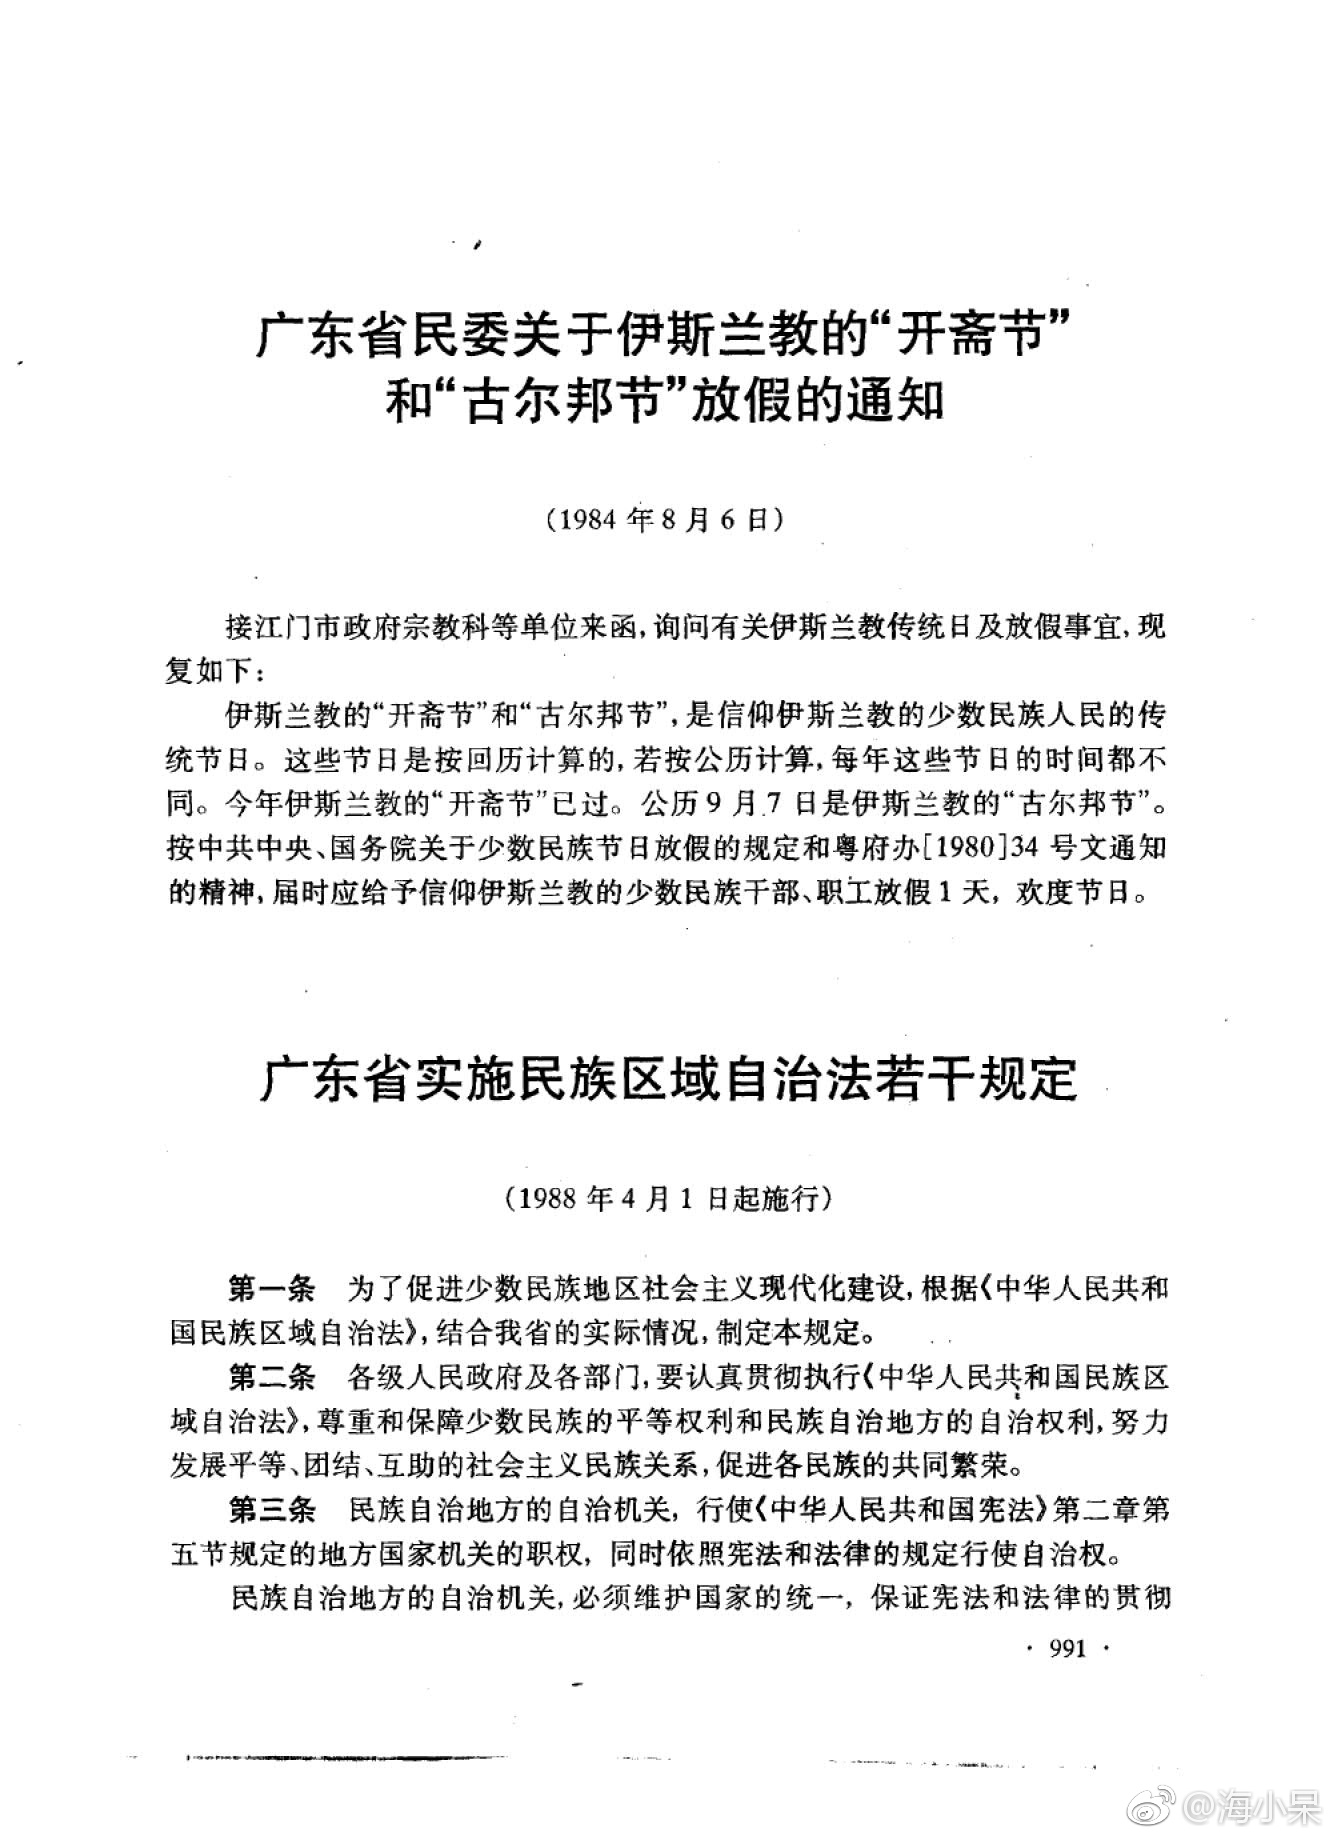 广东省民委关于伊斯兰教的“开斋节”
和“古尔邦节”放假的通知
(1984 年 8 月 6 日)
接江门市政府宗教科等单位来函,询问有关伊斯兰教传统日及放假事宜,现
复如下:
伊斯兰教的“开斋节”和“古尔邦节”,是信仰伊斯兰教的少数民族人民的传
统节日。这些节日是按回历计算的,若按公历计算,每年这些节日的时间都不
同。今年伊斯兰教的“开斋节”已过。公历 9 月 7 日是伊斯兰教的“古尔邦节”。
按中共中央、国务院关于少数民族节日放假的规定和粤府办[1980]34 号文通知
的精神,届时应给予信仰伊斯兰教的少数民族干部、职工放假 1 天,欢度节日。
广东省实施民族区域自治法若干规定
(1988 年 4 月 1 日起施行)
第一条 为了促进少数民族地区社会主义现代化建设,根据《中华人民共和
国民族区域自治法》,结合我省的实际情况,制定本规定。
第二条 各级人民政府及各部门,要认真贯彻执行《中华人民共和国民族区
域自治法》,尊重和保障少数民族的平等权利和民族自治地方的自治权利,努力
发展平等、团结、互助的社会主义民族关系,促进各民族的共同繁荣。
第三条 民族自治地方的自治机关,行使《中华人民共和国宪法》第二章第
五节规定的地方国家机关的职权,同时依照宪法和法律的规定行使自治权。
民族自治地方的自治机关,必须维护国家的统一,保证宪法和法律的贯彻
· 991 ·
@海小呆